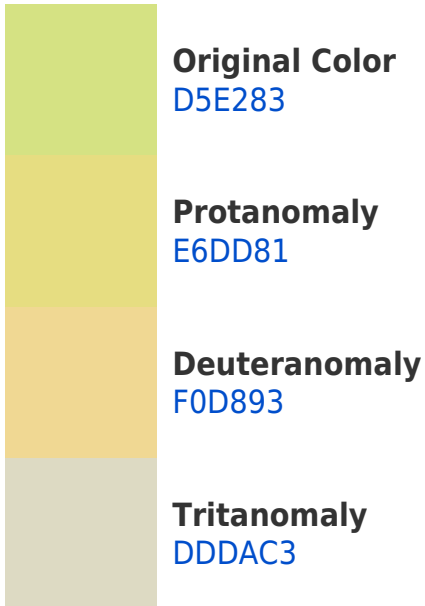 Original Color
D5E283
Protanomaly
E6DD81
Deuteranomaly
F0D893
Tritanomaly
DDDAC3